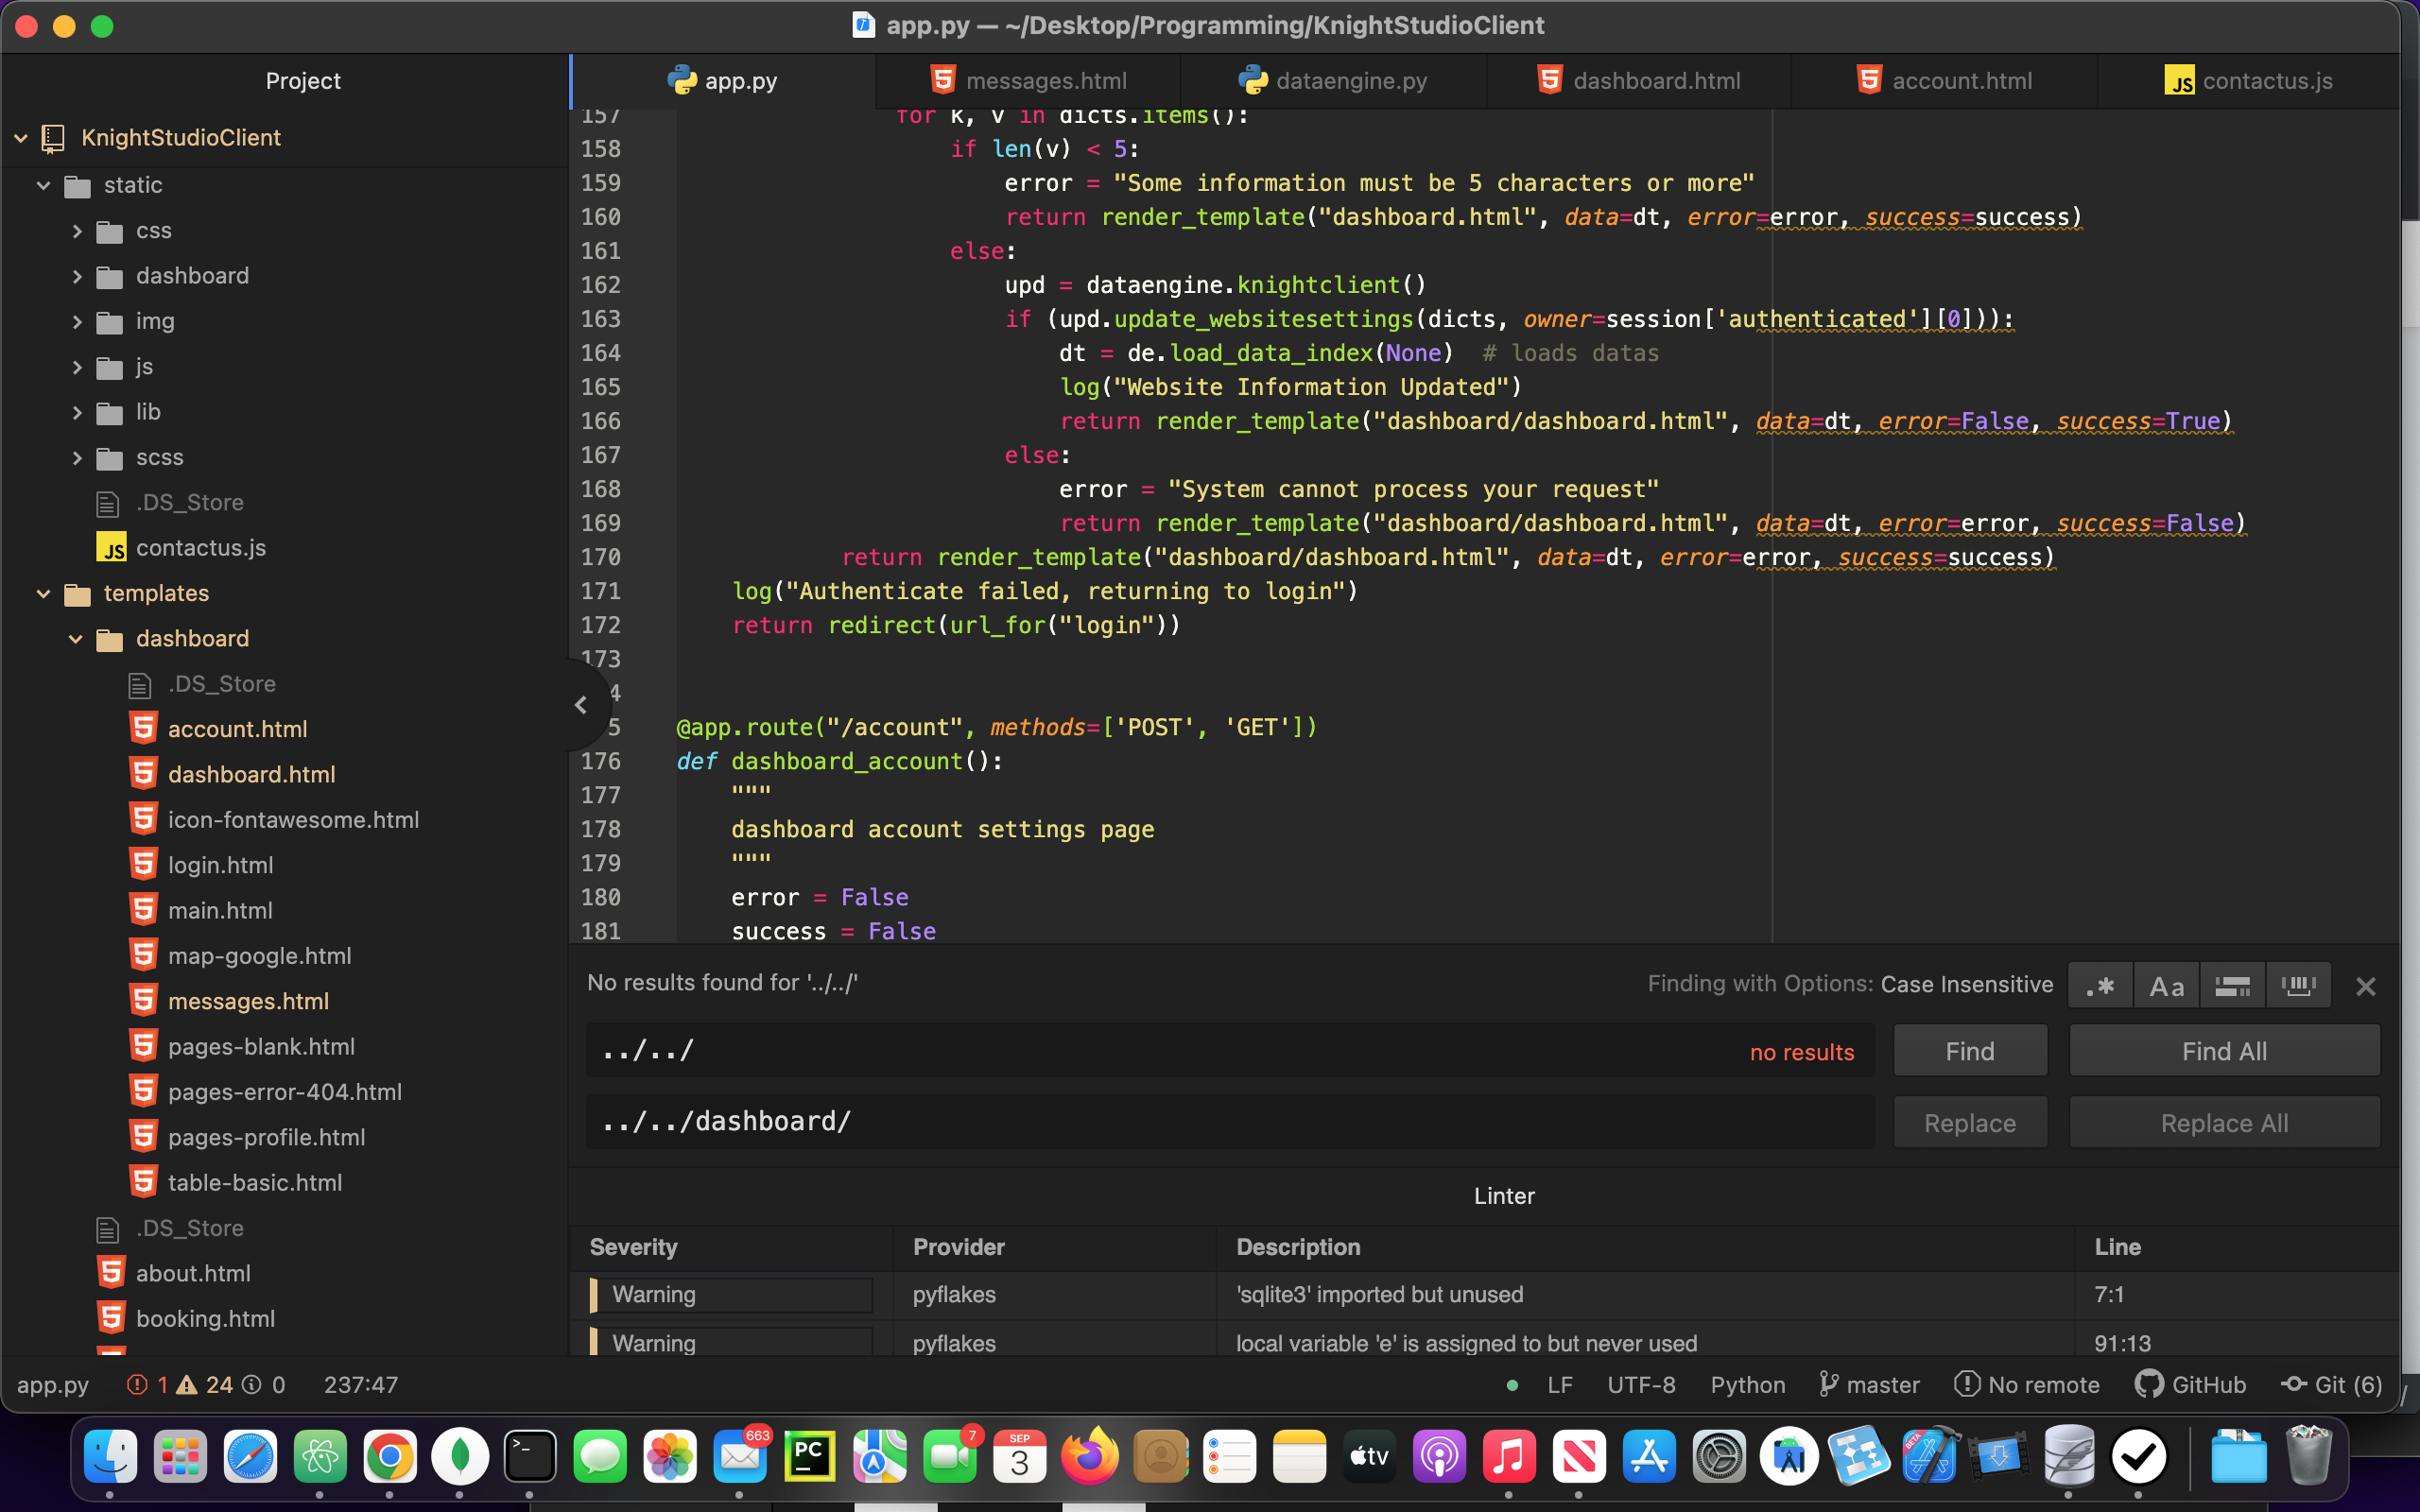 app.py — ~/Desktop/Programming/KnightStudioClient
Project
KnightStudioClient
static
css
dashboard
img
js
lib
scss
.DS_Store
contactus.js
templates
dashboard
.DS_Store
account.html
dashboard.html
icon-fontawesome.html
login.html
main.html
map-google.html
messages.html
pages-blank.html
pages-error-404.html
pages-profile.html
table-basic.html
.DS_Store
about.html
booking.html
app.py messages.html dataengine.py dashboard.html account.html contactus.js
157 for k, v in dicts.items():
158 if len(v) < 5:
159 error = "Some information must be 5 characters or more"
160 return render_template("dashboard.html", data=dt, error=error, success=success)
161 else:
162 upd = dataengine.knightclient()
163 if (upd.update_websitesettings(dicts, owner=session['authenticated'][0])):
164 dt = de.load_data_index(None)  # loads datas
165 log("Website Information Updated")
166 return render_template("dashboard/dashboard.html", data=dt, error=False, success=True)
167 else:
168 error = "System cannot process your request"
169 return render_template("dashboard/dashboard.html", data=dt, error=error, success=False)
170 return render_template("dashboard/dashboard.html", data=dt, error=error, success=success)
171 log("Authenticate failed, returning to login")
172 return redirect(url_for("login"))
173
4
5 @app.route("/account", methods=['POST', 'GET'])
176 def dashboard_account():
177 """
178 dashboard account settings page
179 """
180 error = False
181 success = False
No results found for '../../'
Finding with Options: Case Insensitive
.* Aa
../../ no results Find Find All
../../dashboard/ Replace Replace All
Linter
Severity Provider Description Line
Warning pyflakes 'sqlite3' imported but unused 7:1
Warning pyflakes local variable 'e' is assigned to but never used 91:13
app.py 1 24 0 237:47 LF UTF-8 Python master No remote GitHub Git (6)
>_ 663 PC 7 SEP 3 tv BETA